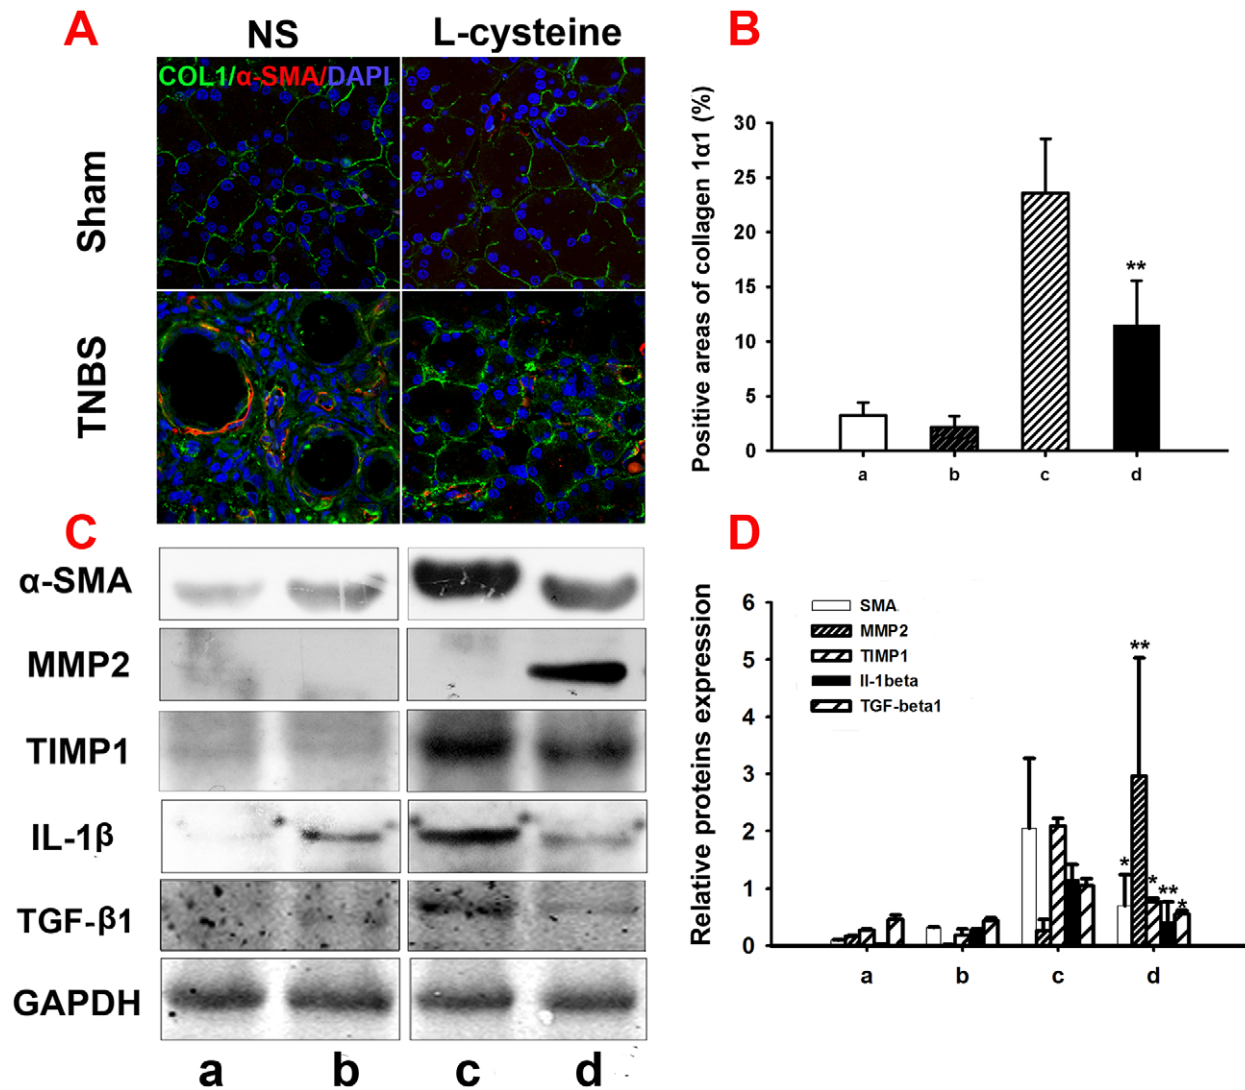 A
NS
L-cysteine
COL1/α-SMA/DAPI
Sham
TNBS
B
Positive areas of collagen 1α1 (%)
30
25
20
15
10
5
0
**
a
b
c
d
C
α-SMA
MMP2
TIMP1
IL-1β
TGF-β1
GAPDH
a
b
c
d
D
Relative proteins expression
6
5
4
3
2
1
0
SMA
MMP2
TIMP1
Il-1beta
TGF-beta1
*
**
*
**
*
a
b
c
d